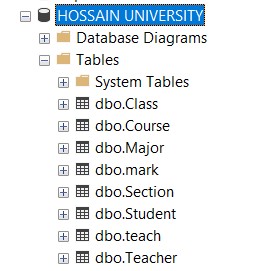 HOSSAIN UNIVERSITY
Database Diagrams
Tables
System Tables
dbo.Class
dbo.Course
dbo.Major
dbo.mark
dbo.Section
dbo.Student
dbo.teach
dbo.Teacher